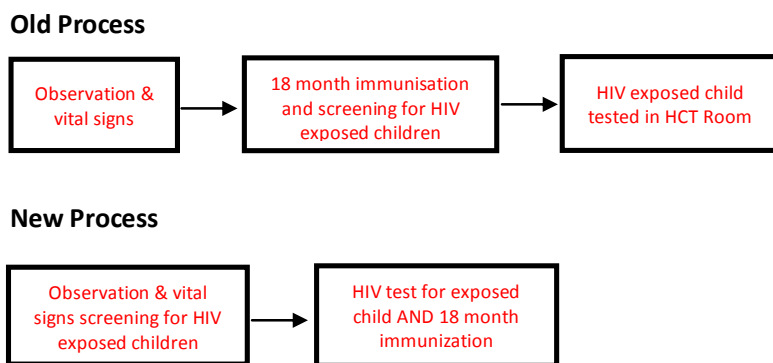 Old Process
Observation &
vital signs
18 month immunisation
and screening for HIV
exposed children
HIV exposed child
tested in HCT Room
New Process
Observation & vital
signs screening for HIV
exposed children
HIV test for exposed
child AND 18 month
immunization